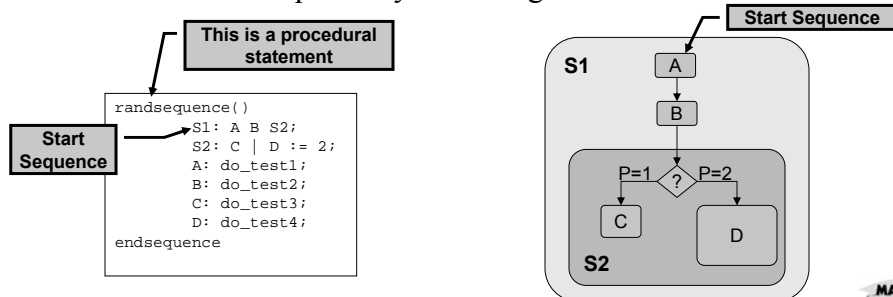 This is a procedural
statement
Start
Sequence
randsequence()
S1: A B S2;
S2: C | D := 2;
A: do_test1;
B: do_test2;
C: do_test3;
D: do_test4;
endsequence
Start Sequence
S1
A
B
P=1
?
P=2
C
D
S2